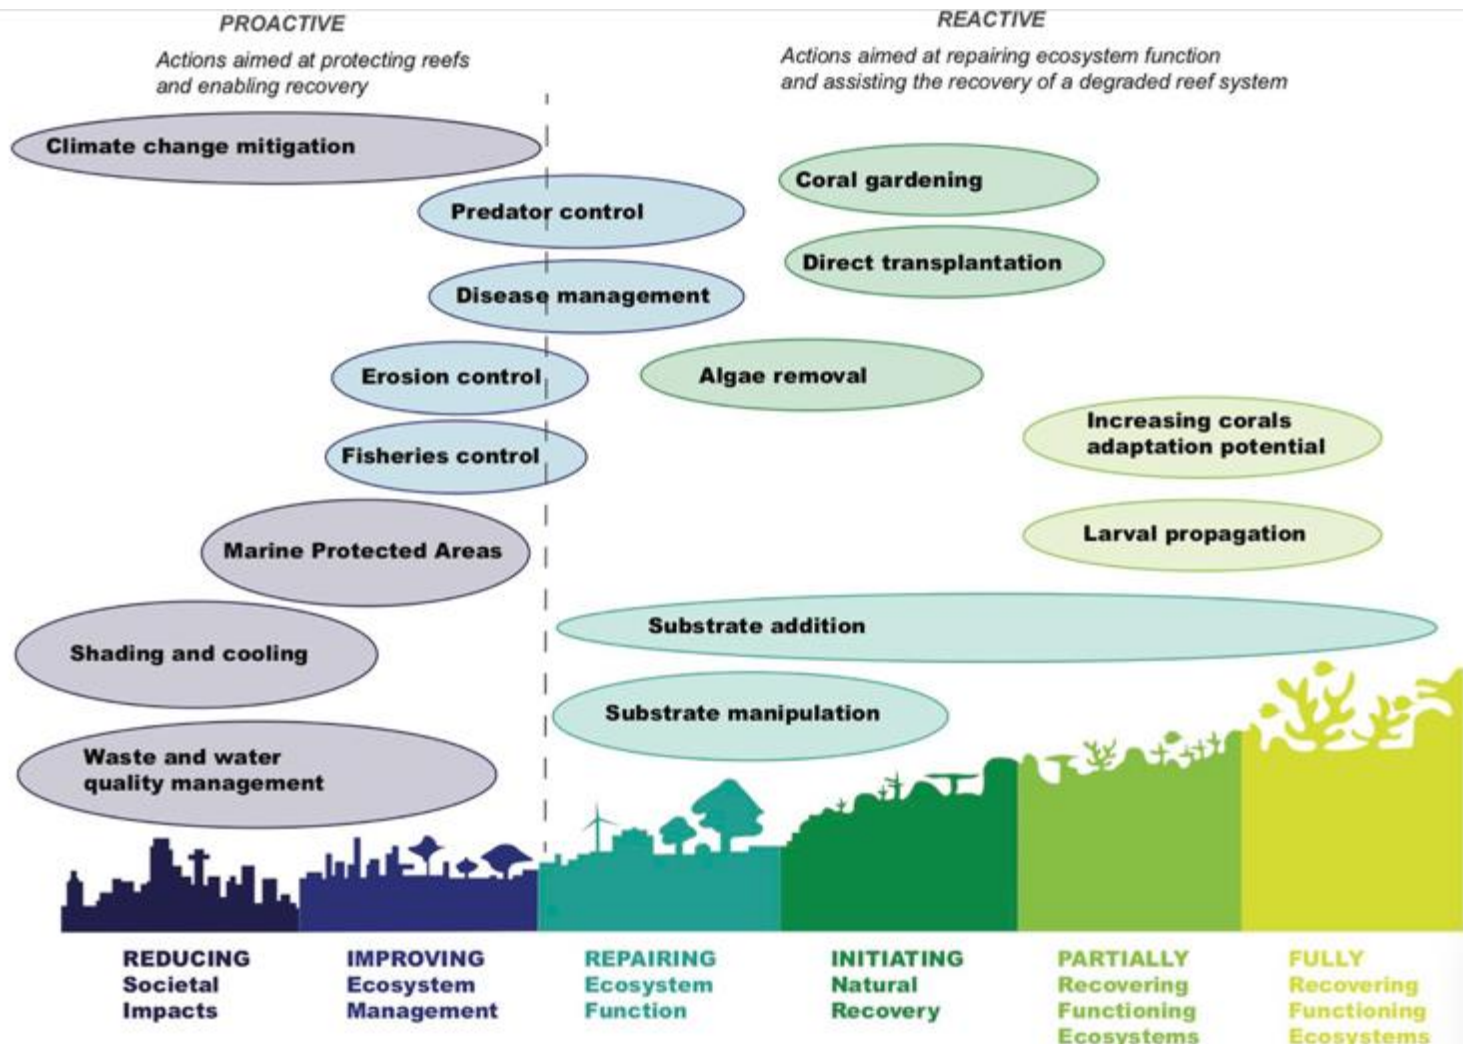 PROACTIVE
Actions aimed at protecting reefs
and enabling recovery
REACTIVE
Actions aimed at repairing ecosystem function
and assisting the recovery of a degraded reef system
Climate change mitigation
Predator control
Disease management
Erosion control
Fisheries control
Marine Protected Areas
Shading and cooling
Waste and water
quality management
Coral gardening
Direct transplantation
Algae removal
Increasing corals
adaptation potential
Larval propagation
Substrate addition
Substrate manipulation
REDUCING
Societal
Impacts
IMPROVING
Ecosystem
Management
REPAIRING
Ecosystem
Function
INITIATING
Natural
Recovery
PARTIALLY
Recovering
Functioning
Ecosystems
FULLY
Recovering
Functioning
Ecosystems